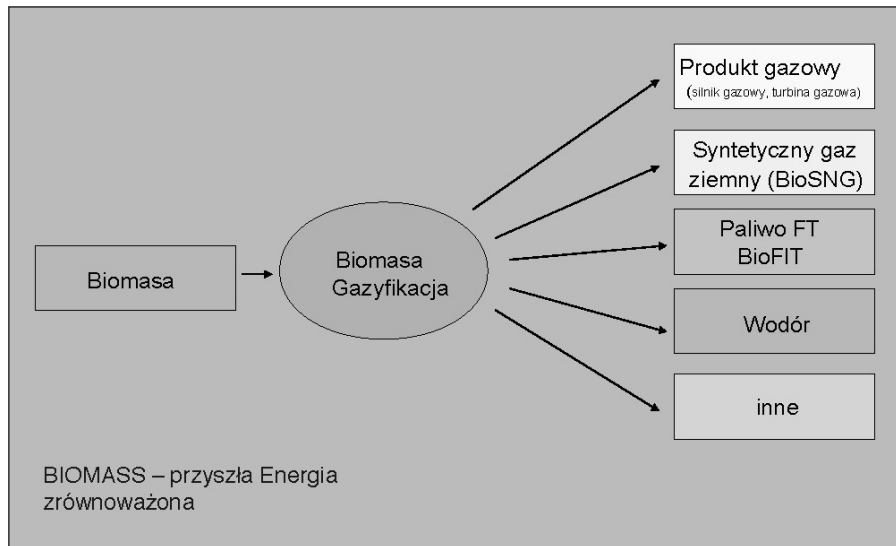 Produkt gazowy
(silnik gazowy, turbina gazowa)
Syntetyczny gaz
ziemny (BioSNG)
Paliwo FT
BioFIT
Biomasa
Biomasa
Gazyfikacja
Wodór
inne
BIOMASS – przyszła Energia
zrównoważona